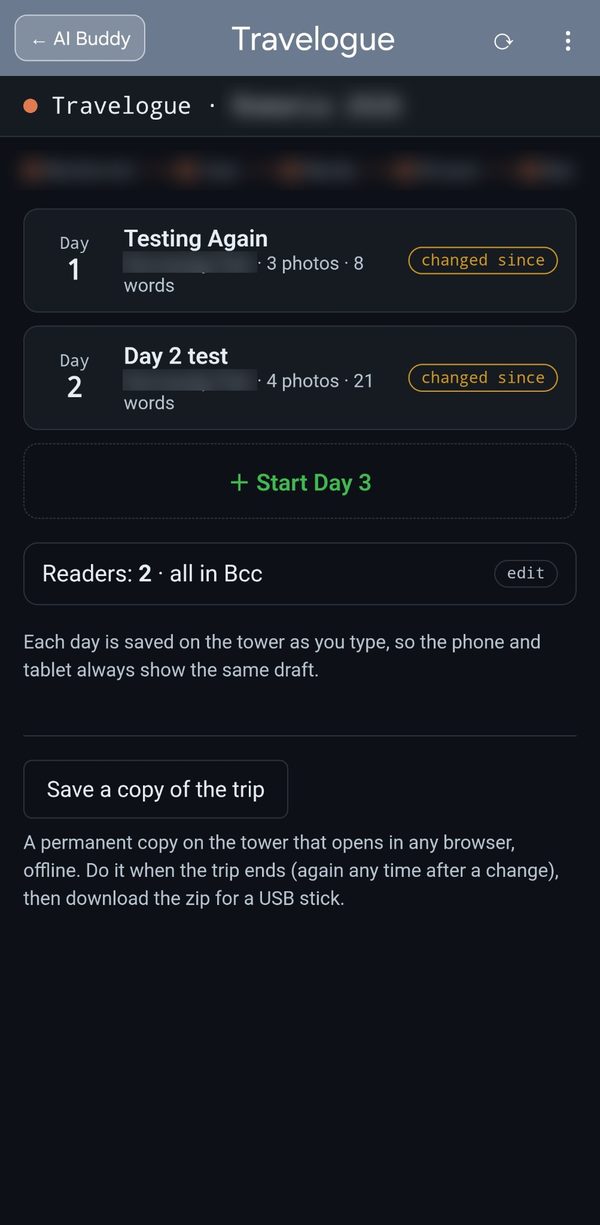 ← AI Buddy
Travelogue
Travelogue ·
Day
1
Testing Again
· 3 photos · 8
words
changed since
Day
2
Day 2 test
· 4 photos · 21
words
changed since
+ Start Day 3
Readers: 2 · all in Bcc
edit
Each day is saved on the tower as you type, so the phone and
tablet always show the same draft.
Save a copy of the trip
A permanent copy on the tower that opens in any browser,
offline. Do it when the trip ends (again any time after a change),
then download the zip for a USB stick.